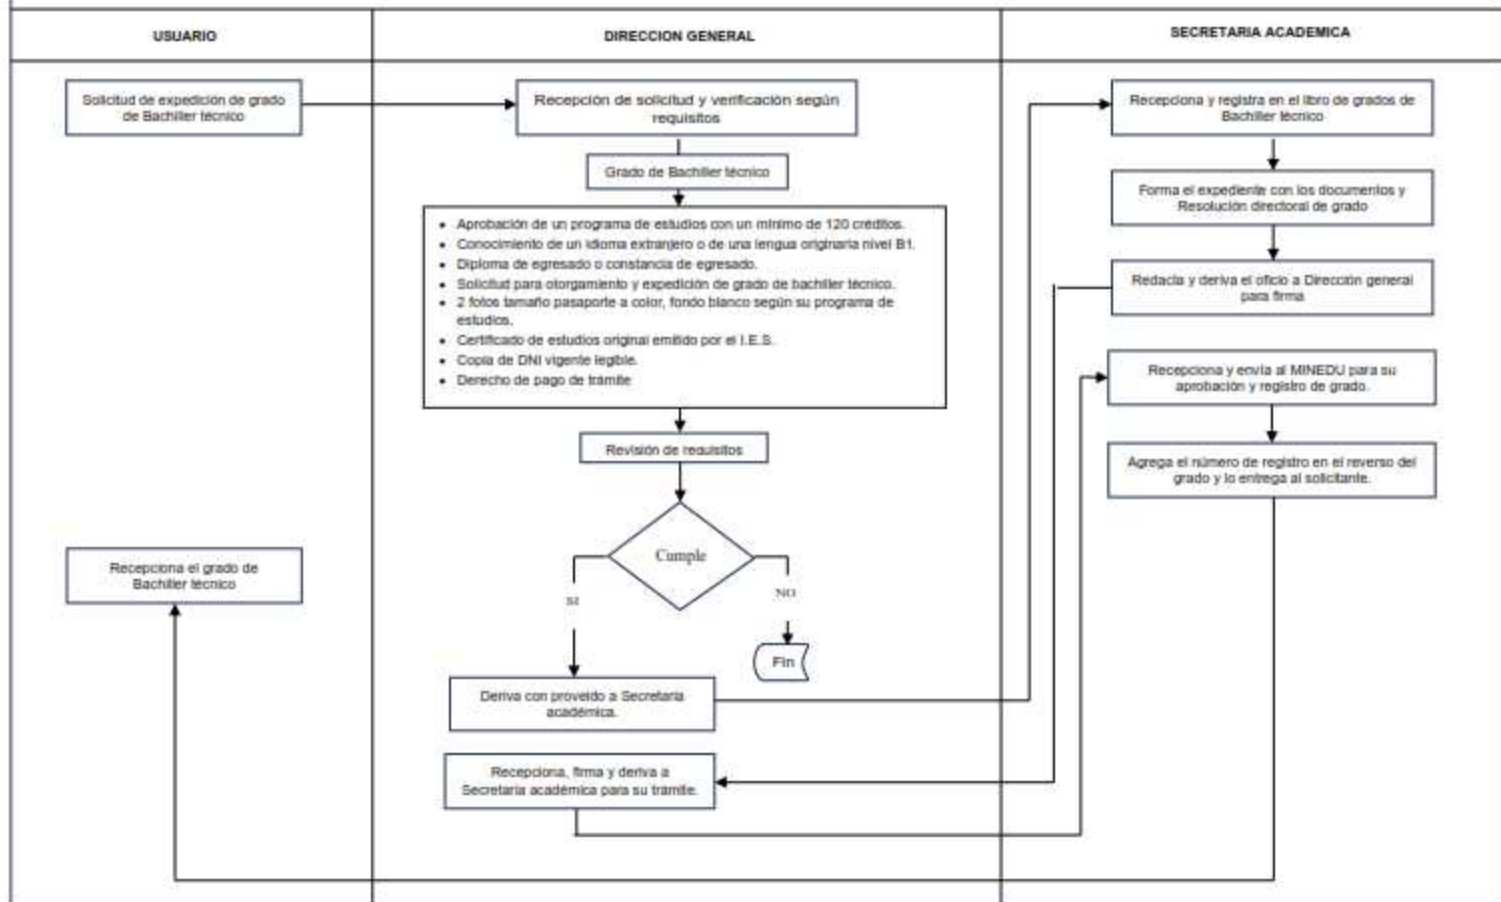 USUARIO
DIRECCION GENERAL
SECRETARIA ACADEMICA
Solicitud de expedición de grado
de Bachiller técnico
Recepción de solicitud y verificación según
requisitos
Grado de Bachiller técnico
• Aprobación de un programa de estudios con un mínimo de 120 créditos.
• Conocimiento de un idioma extranjero o de una lengua originaria nivel B1.
• Diploma de egresado o constancia de egresado.
• Solicitud para otorgamiento y expedición de grado de bachiller técnico.
• 2 fotos tamaño pasaporte a color, fondo blanco según su programa de
estudios.
• Certificado de estudios original emitido por el I.E.S.
• Copia de DNI vigente legible.
• Derecho de pago de trámite
Revisión de requisitos
Cumple
SI
NO
Fin
Deriva con proveido a Secretaria
académica.
Recepciona, firma y deriva a
Secretaria académica para su trámite.
Recepciona y registra en el libro de grados de
Bachiller técnico
Forma el expediente con los documentos y
Resolución directoral de grado
Redacta y deriva el oficio a Dirección general
para firma
Recepciona y envía al MINEDU para su
aprobación y registro de grado.
Agrega el número de registro en el reverso del
grado y lo entrega al solicitante.
Recepciona el grado de
Bachiller técnico